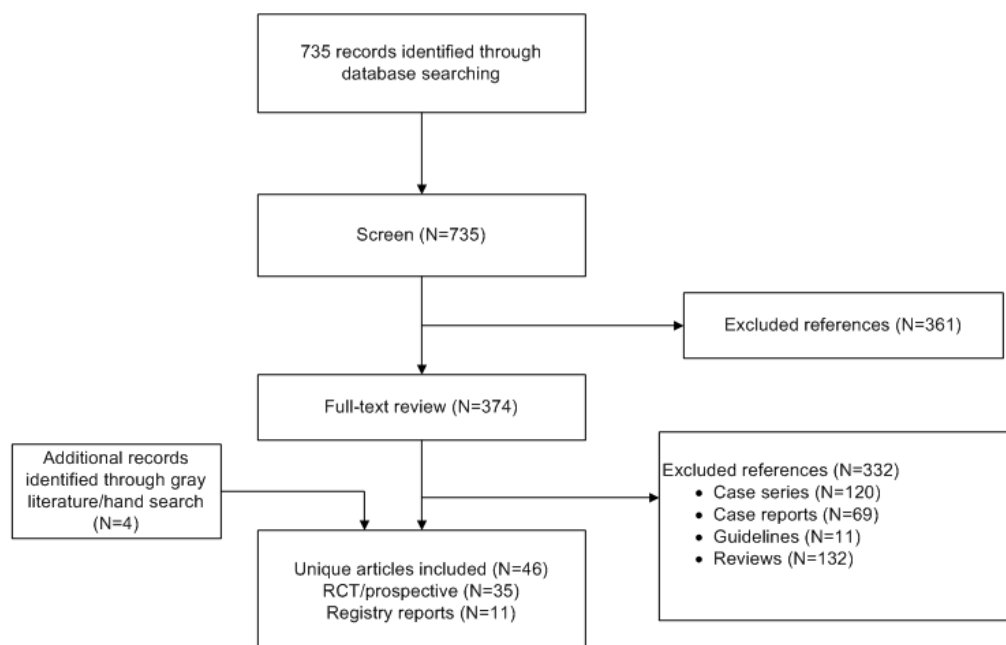 735 records identified through
database searching
Screen (N=735)
Excluded references (N=361)
Full-text review (N=374)
Additional records
identified through gray
literature/hand search
(N=4)
Excluded references (N=332)
• Case series (N=120)
• Case reports (N=69)
• Guidelines (N=11)
• Reviews (N=132)
Unique articles included (N=46)
RCT/prospective (N=35)
Registry reports (N=11)